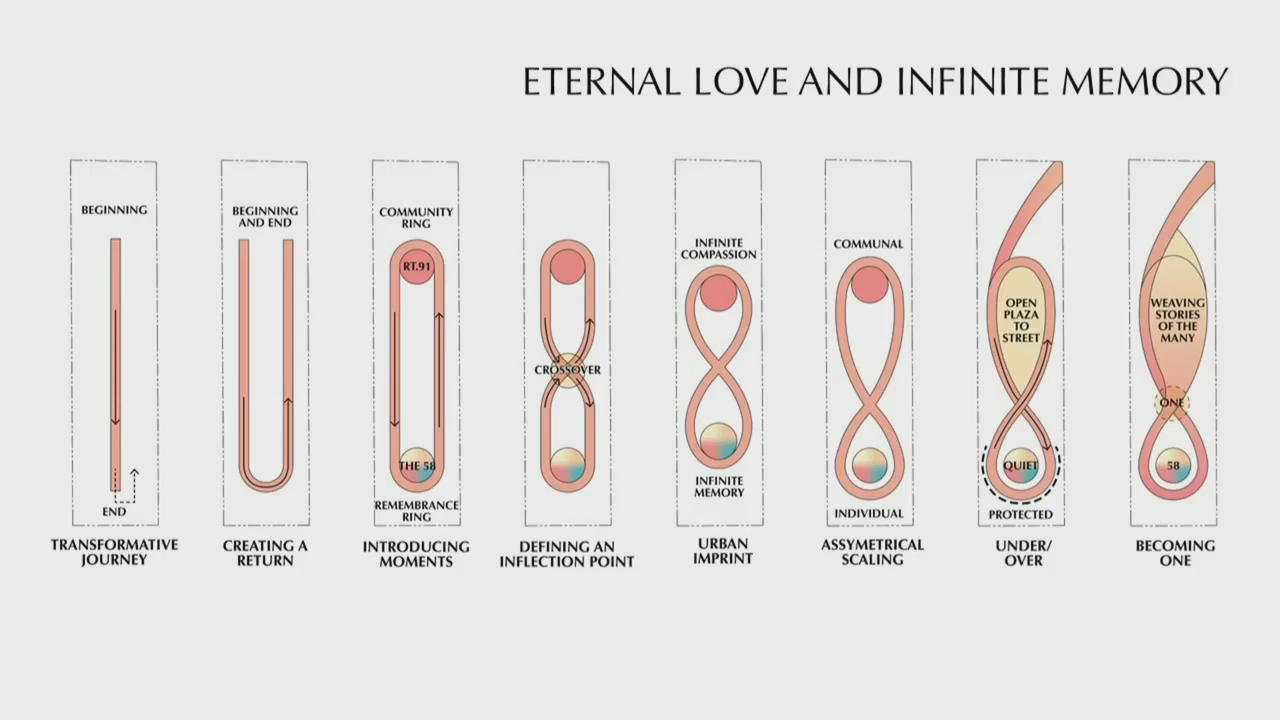 ETERNAL LOVE AND INFINITE MEMORY
BEGINNING
END
TRANSFORMATIVE
JOURNEY
BEGINNING
AND END
CREATING A
RETURN
COMMUNITY
RING
RT.91
THE 58
REMEMBRANCE
RING
INTRODUCING
MOMENTS
CROSSOVER
DEFINING AN
INFLECTION POINT
INFINITE
COMPASSION
INFINITE
MEMORY
URBAN
IMPRINT
COMMUNAL
INDIVIDUAL
ASSYMETRICAL
SCALING
OPEN
PLAZA
TO
STREET
QUIET
PROTECTED
UNDER/
OVER
WEAVING
STORIES
OF THE
MANY
ONE
58
BECOMING
ONE